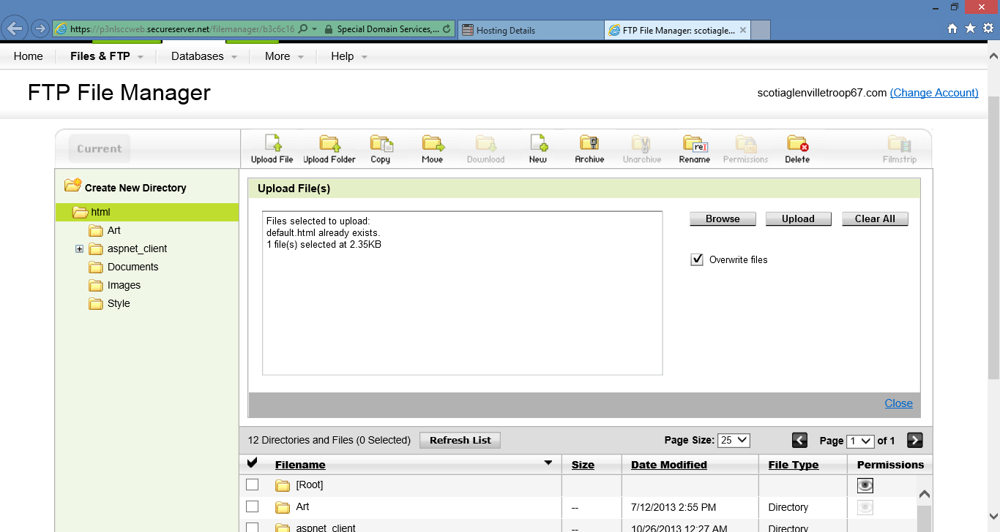 https://p3nlsccweb.secureserver.net/filemanager/b3c6c16 Special Domain Services,... Hosting Details FTP File Manager: scotiagle...
Home Files & FTP Databases More Help
FTP File Manager scotiaglenvilletroop67.com (Change Account)
Current
Upload File Upload Folder Copy Move Download New Archive Unarchive Rename Permissions Delete Filmstrip
Create New Directory
html
Art
aspnet_client
Documents
Images
Style
Upload File(s)
Files selected to upload:
default.html already exists.
1 file(s) selected at 2.35KB
Browse Upload Clear All
Overwrite files
Close
12 Directories and Files (0 Selected) Refresh List Page Size: 25 Page 1 of 1
Filename Size Date Modified File Type Permissions
[Root]
Art -- 7/12/2013 2:55 PM Directory
aspnet_client -- 10/26/2013 12:27 AM Directory